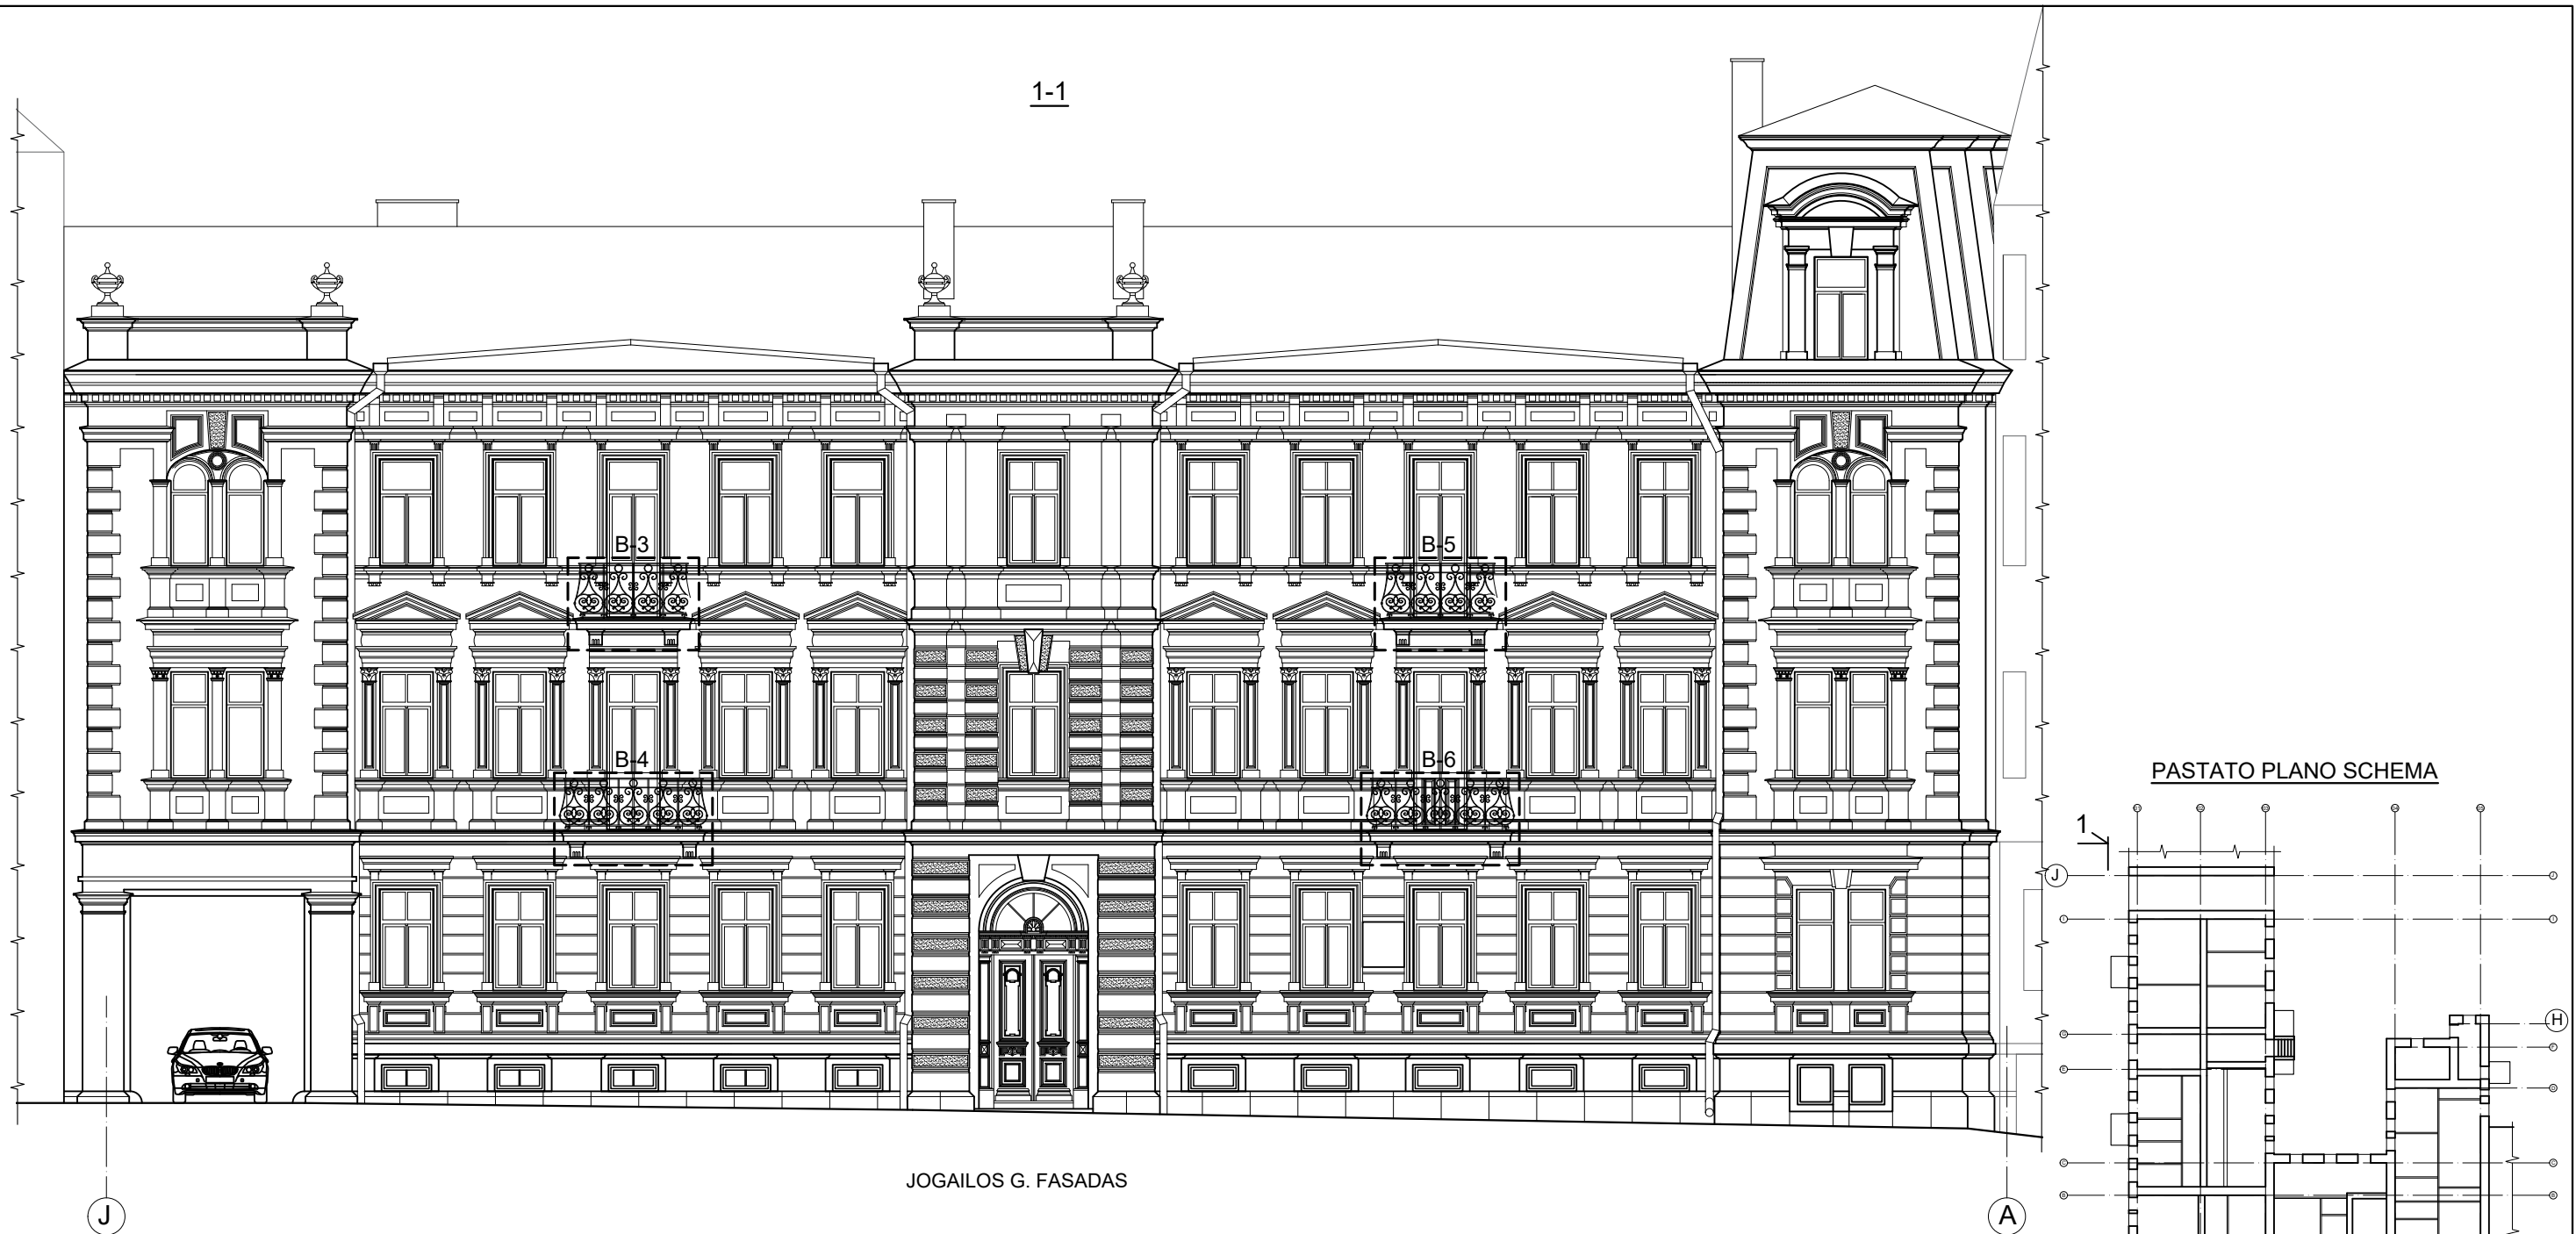 1-1
B-3
B-5
B-4
B-6
PASTATO PLANO SCHEMA
1
J
H
JOGAILOS G. FASADAS
J
A